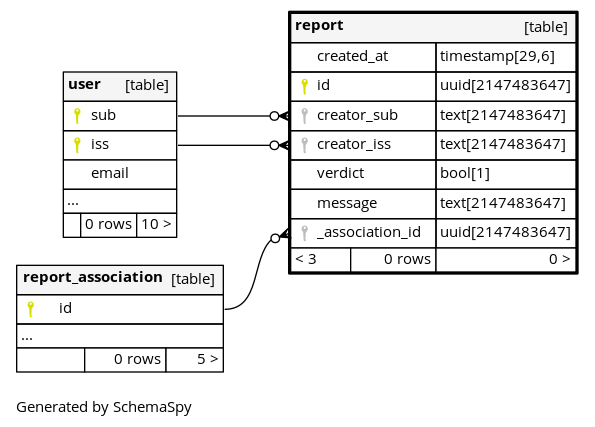 report [table]
created_at timestamp[29,6]
id uuid[2147483647]
creator_sub text[2147483647]
creator_iss text[2147483647]
verdict bool[1]
message text[2147483647]
_association_id uuid[2147483647]
< 3 0 rows 0 >
user [table]
sub
iss
email
...
0 rows 10 >
report_association [table]
id
...
0 rows 5 >
Generated by SchemaSpy